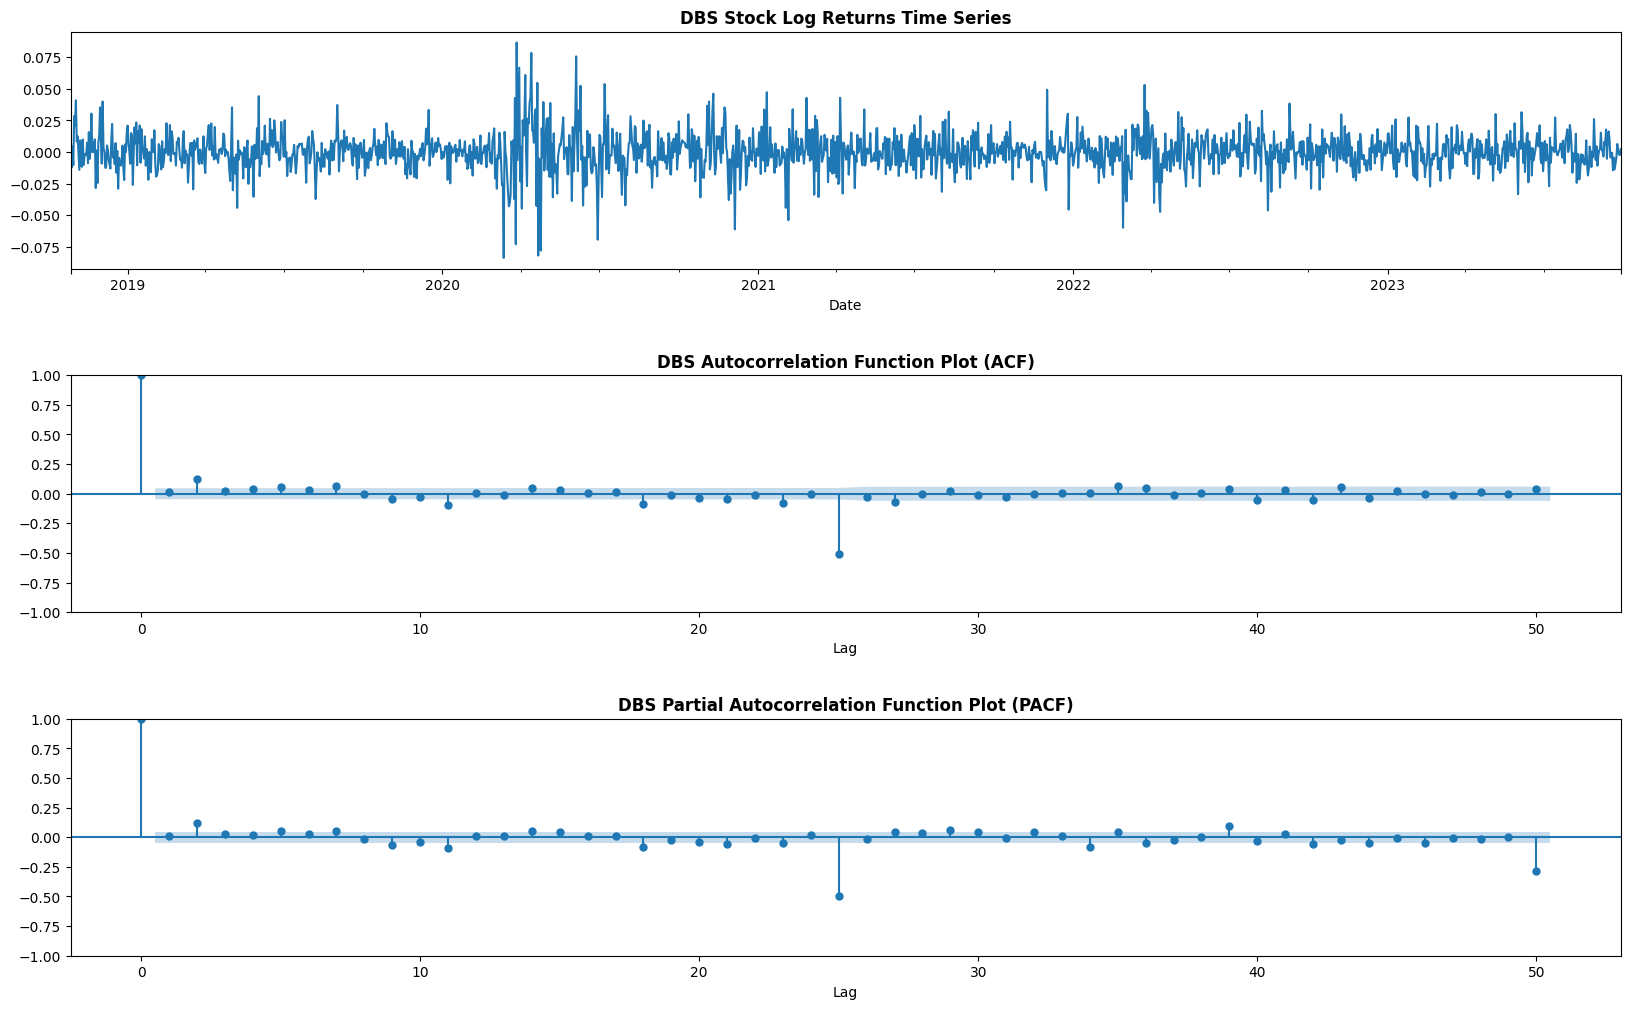 DBS Stock Log Returns Time Series
0.075
0.050
0.025
0.000
−0.025
−0.050
−0.075
2019 2020 2021 2022 2023
Date
DBS Autocorrelation Function Plot (ACF)
1.00
0.75
0.50
0.25
0.00
−0.25
−0.50
−0.75
−1.00
0 10 20 30 40 50
Lag
DBS Partial Autocorrelation Function Plot (PACF)
1.00
0.75
0.50
0.25
0.00
−0.25
−0.50
−0.75
−1.00
0 10 20 30 40 50
Lag